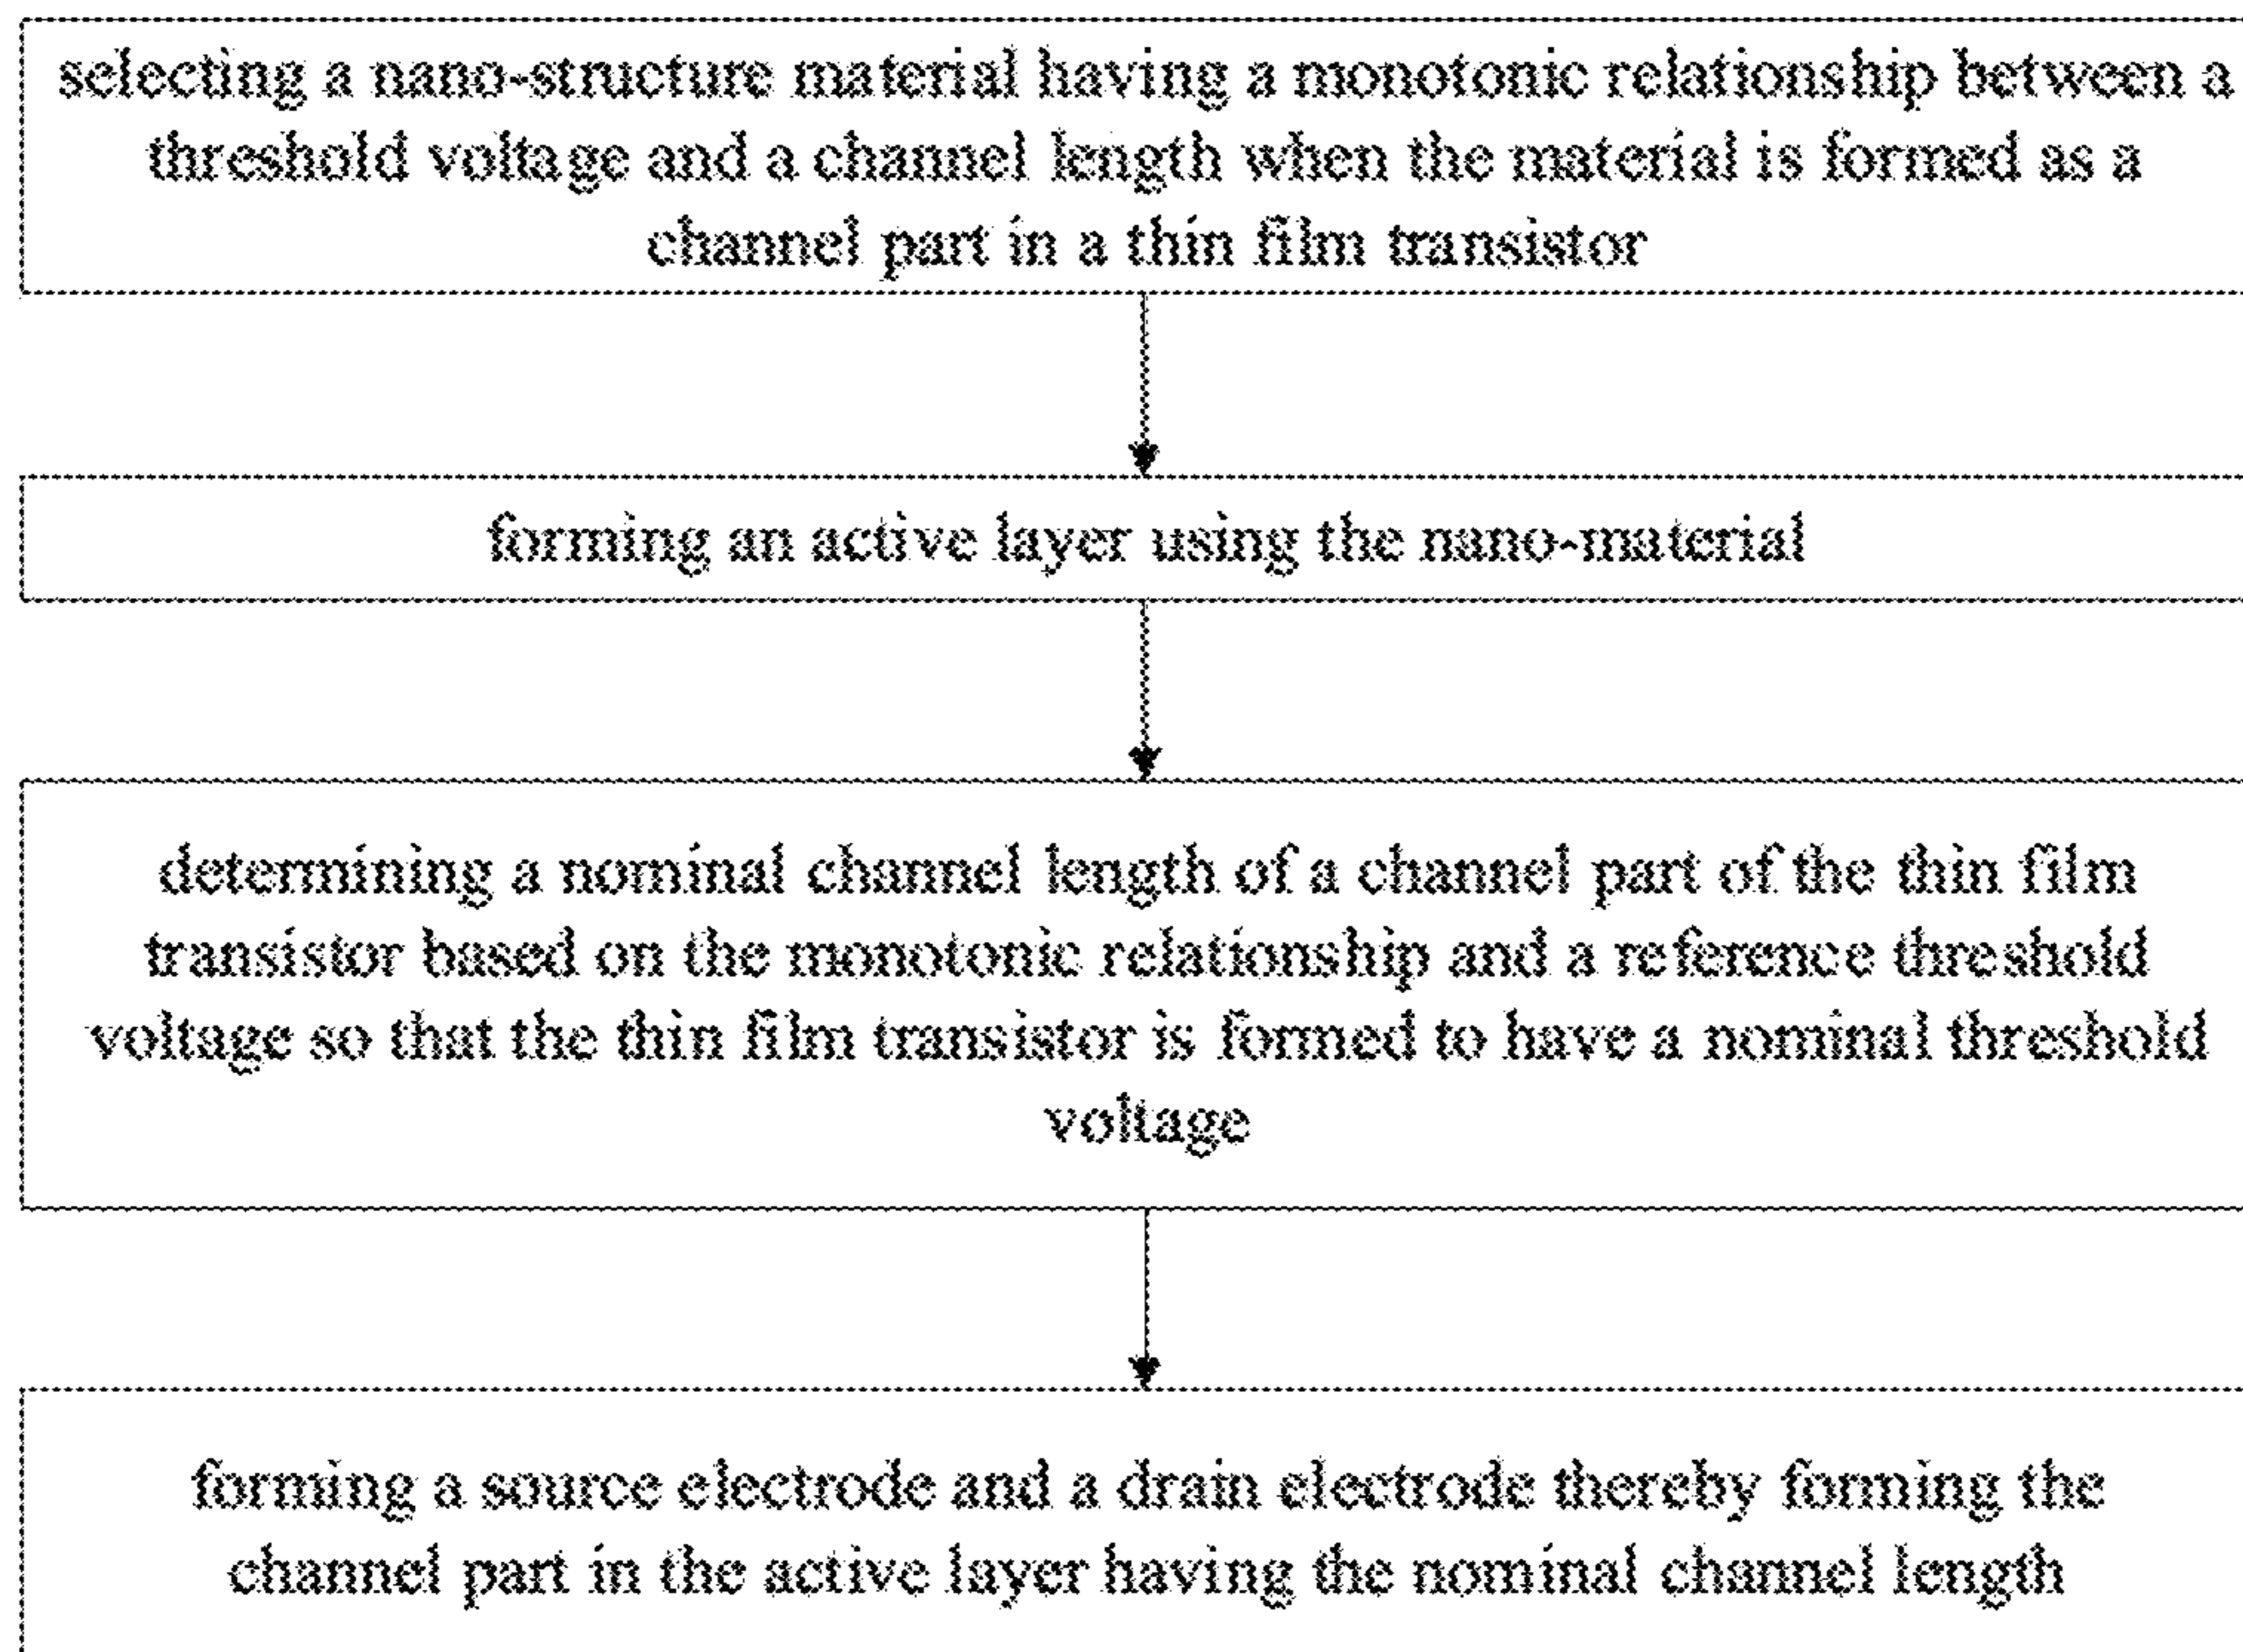 selecting a nano-structure material having a monotonic relationship between a
threshold voltage and a channel length when the material is formed as a
channel part in a thin film transistor
forming an active layer using the nano-material
determining a nominal channel length of a channel part of the thin film
transistor based on the monotonic relationship and a reference threshold
voltage so that the thin film transistor is formed to have a nominal threshold
voltage
forming a source electrode and a drain electrode thereby forming the
channel part in the active layer having the nominal channel length